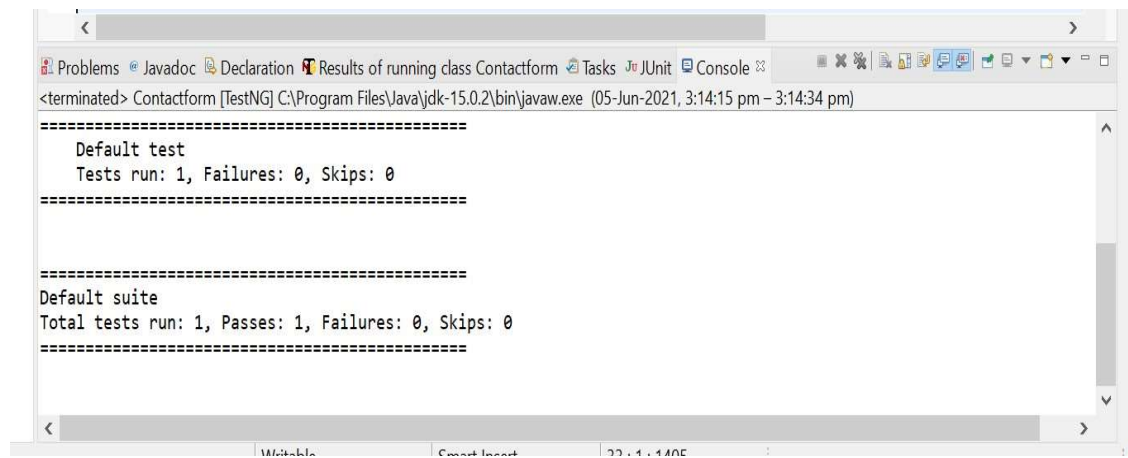 Problems @ Javadoc Declaration Results of running class Contactform Tasks JUnit Console
<terminated> Contactform [TestNG] C:\Program Files\Java\jdk-15.0.2\bin\javaw.exe (05-Jun-2021, 3:14:15 pm – 3:14:34 pm)
===============================================
Default test
Tests run: 1, Failures: 0, Skips: 0
===============================================
===============================================
Default suite
Total tests run: 1, Passes: 1, Failures: 0, Skips: 0
===============================================
Writable Smart Insert 22 : 1 : 1405